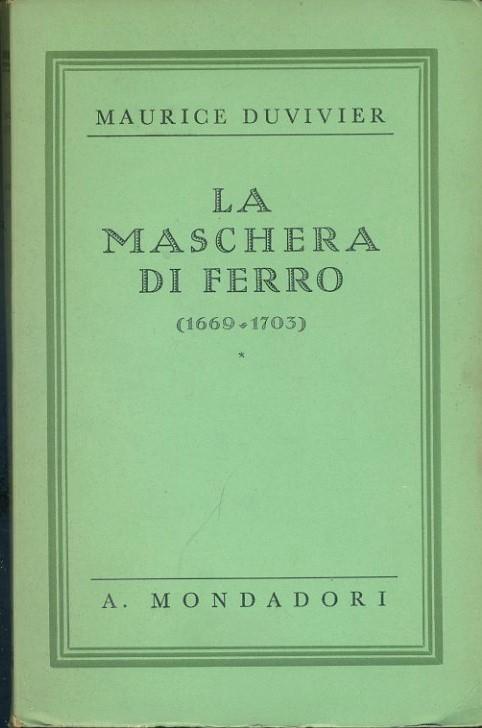 MAURICE DUVIVIER
LA
MASCHERA
DI FERRO
(1669-1703)
*
A. MONDADORI